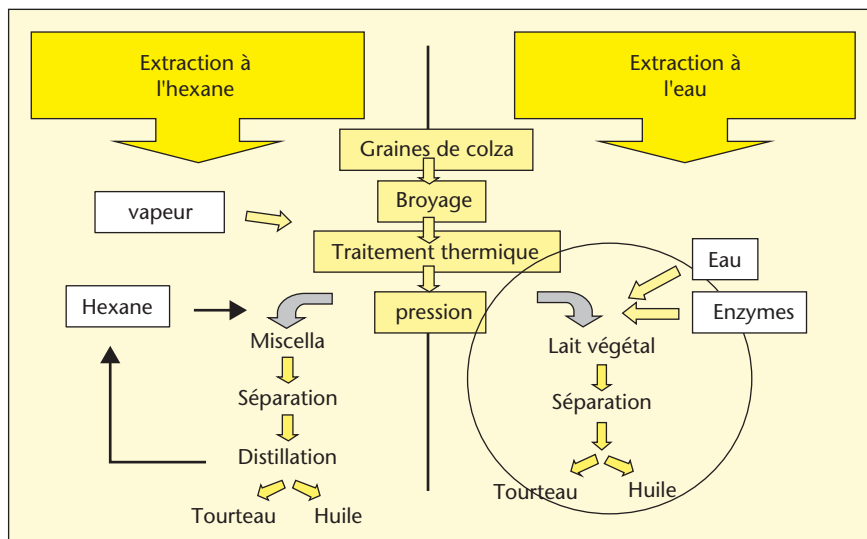 Extraction à
l'hexane
Extraction à
l'eau
Graines de colza
vapeur
Broyage
Traitement thermique
Eau
Hexane
pression
Enzymes
Miscella
Lait végétal
Séparation
Séparation
Distillation
Tourteau
Huile
Tourteau
Huile